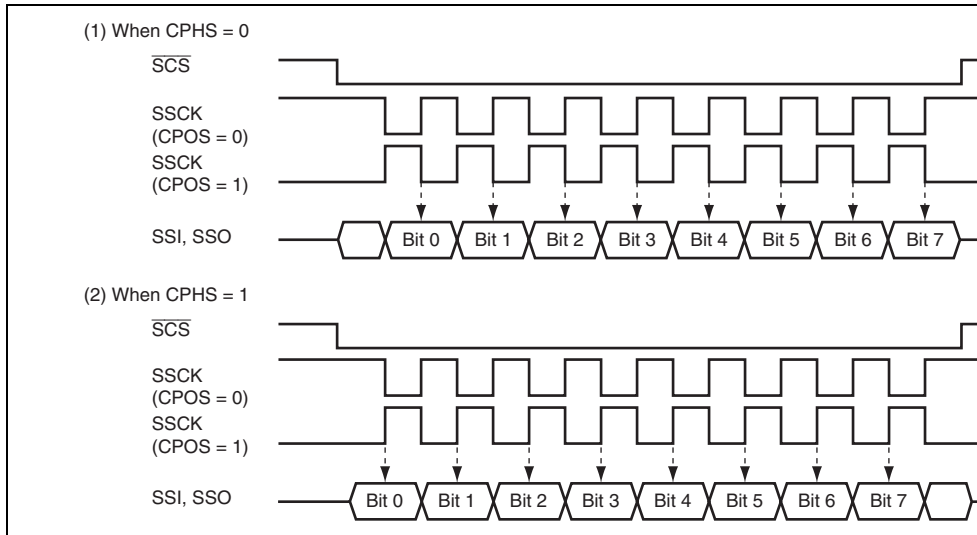 (1) When CPHS = 0
SCS
SSCK
(CPOS = 0)
SSCK
(CPOS = 1)
SSI, SSO
Bit 0 Bit 1 Bit 2 Bit 3 Bit 4 Bit 5 Bit 6 Bit 7
(2) When CPHS = 1
SCS
SSCK
(CPOS = 0)
SSCK
(CPOS = 1)
SSI, SSO
Bit 0 Bit 1 Bit 2 Bit 3 Bit 4 Bit 5 Bit 6 Bit 7